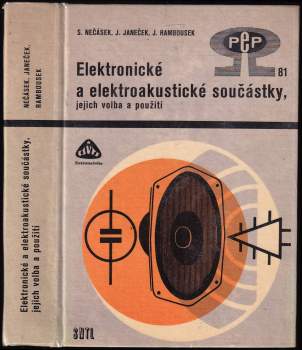 S. NEČÁSEK, J. JANEČEK, J. RAMBOUSEK
PEP
81
Elektronické
a elektroakustické součástky,
jejich volba a použití
Elektrotechnika
SNTL
NEČÁSEK, JANEČEK,
RAMBOUSEK
Elektronické a elektroakustické součástky,
jejich volba a použití